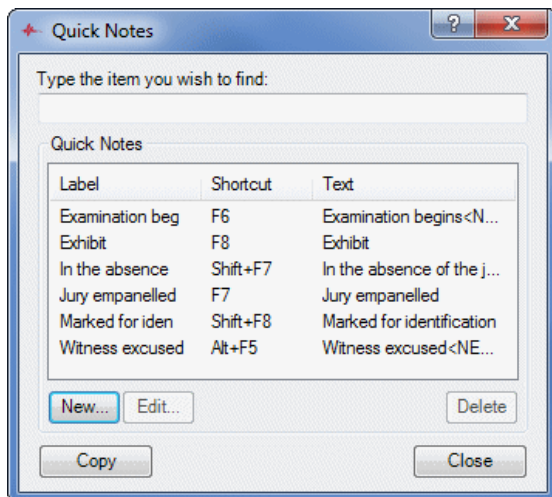 Quick Notes
?
X
Type the item you wish to find:
Quick Notes
Label Shortcut Text
Examination beg F6 Examination begins<N...
Exhibit F8 Exhibit
In the absence Shift+F7 In the absence of the j...
Jury empanelled F7 Jury empanelled
Marked for iden Shift+F8 Marked for identification
Witness excused Alt+F5 Witness excused<NE...
New... Edit... Delete
Copy Close